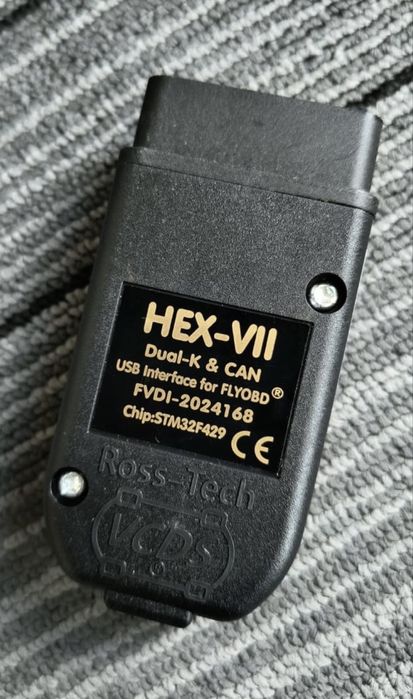 HEX-VII
Dual-K & CAN
USB Interface for FLYOBD®
FVDI-2024168
Chip:STM32F429 CE
Ross-Tech
VCDS